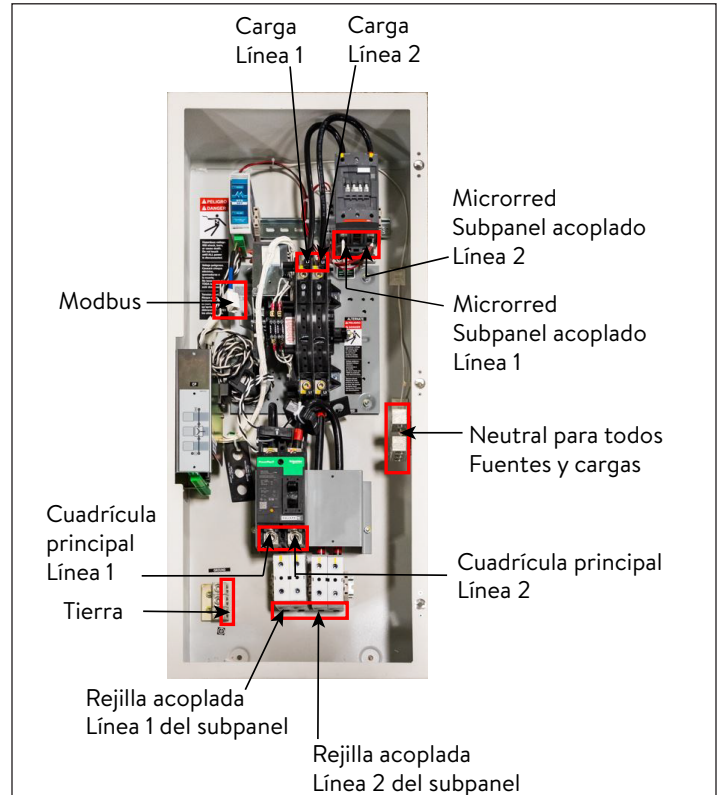 Carga
Línea 1
Carga
Línea 2
Microrred
Subpanel acoplado
Línea 2
Modbus
Microrred
Subpanel acoplado
Línea 1
Neutral para todos
Fuentes y cargas
Cuadrícula
principal
Línea 1
Cuadrícula principal
Línea 2
Tierra
Rejilla acoplada
Línea 1 del subpanel
Rejilla acoplada
Línea 2 del subpanel
PELIGRO
DANGER